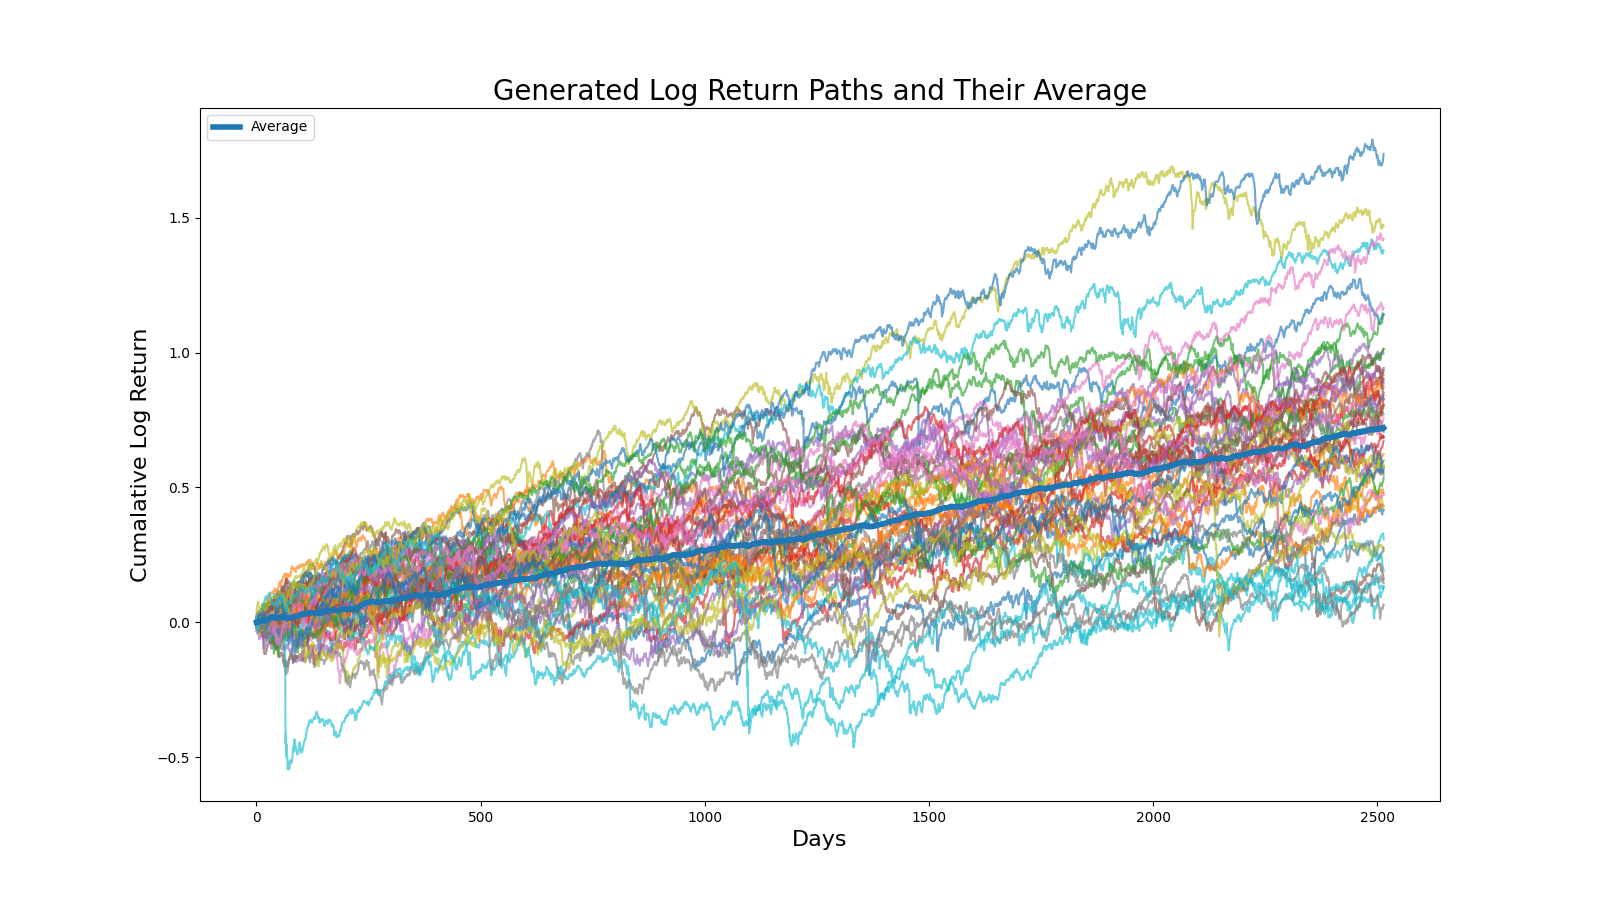 Generated Log Return Paths and Their Average
Average
Cumalative Log Return
1.5
1.0
0.5
0.0
−0.5
0 500 1000 1500 2000 2500
Days